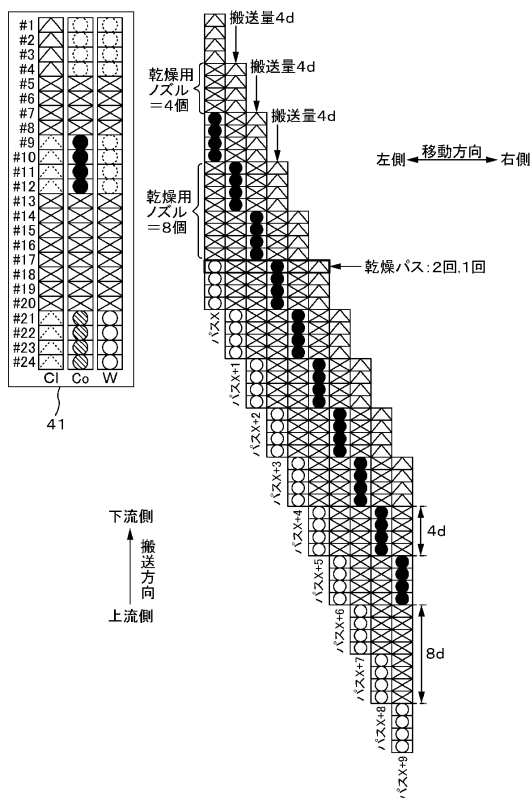 #1
#2
#3
#4
#5
#6
#7
#8
#9
#10
#11
#12
#13
#14
#15
#16
#17
#18
#19
#20
#21
#22
#23
#24
Cl Co W
41
搬送量4d
搬送量4d
搬送量4d
乾燥用
ノズル
=4個
乾燥用
ノズル
=8個
移動方向
左側 右側
乾燥パス:2回,1回
パスX
パスX+1
パスX+2
パスX+3
パスX+4
パスX+5
パスX+6
パスX+7
パスX+8
パスX+9
4d
8d
下流側
搬送方向
上流側